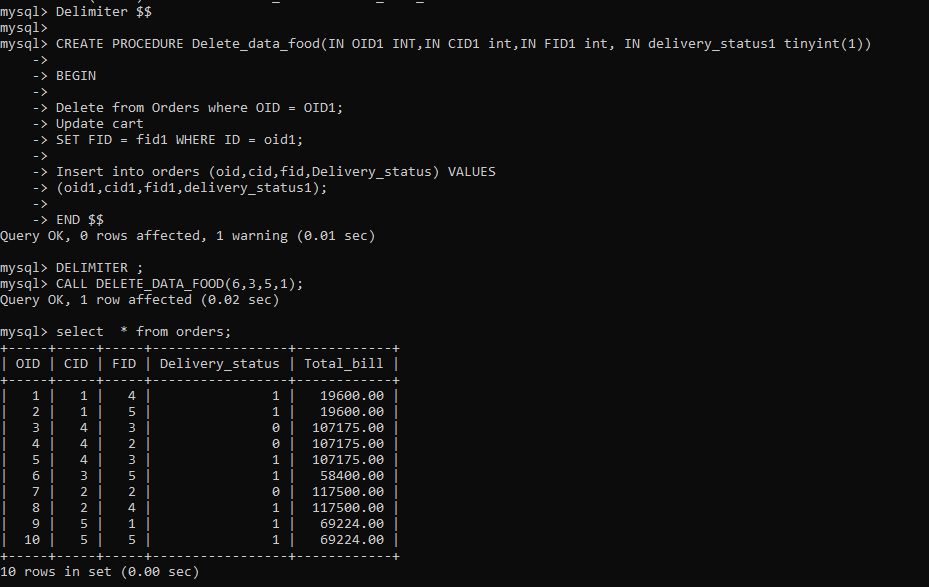 mysql> Delimiter $$
mysql>
mysql> CREATE PROCEDURE Delete_data_food(IN OID1 INT,IN CID1 int,IN FID1 int, IN delivery_status1 tinyint(1))
    ->
    -> BEGIN
    ->
    -> Delete from Orders where OID = OID1;
    -> Update cart
    -> SET FID = fid1 WHERE ID = oid1;
    ->
    -> Insert into orders (oid,cid,fid,Delivery_status) VALUES
    -> (oid1,cid1,fid1,delivery_status1);
    ->
    -> END $$
Query OK, 0 rows affected, 1 warning (0.01 sec)

mysql> DELIMITER ;
mysql> CALL DELETE_DATA_FOOD(6,3,5,1);
Query OK, 1 row affected (0.02 sec)

mysql> select  * from orders;
+-----+-----+-----+-----------------+------------+
| OID | CID | FID | Delivery_status | Total_bill |
+-----+-----+-----+-----------------+------------+
|   1 |   1 |   4 |               1 |   19600.00 |
|   2 |   1 |   5 |               1 |   19600.00 |
|   3 |   4 |   3 |               0 |  107175.00 |
|   4 |   4 |   2 |               0 |  107175.00 |
|   5 |   4 |   3 |               1 |  107175.00 |
|   6 |   3 |   5 |               1 |   58400.00 |
|   7 |   2 |   2 |               0 |  117500.00 |
|   8 |   2 |   4 |               1 |  117500.00 |
|   9 |   5 |   1 |               1 |   69224.00 |
|  10 |   5 |   5 |               1 |   69224.00 |
+-----+-----+-----+-----------------+------------+
10 rows in set (0.00 sec)